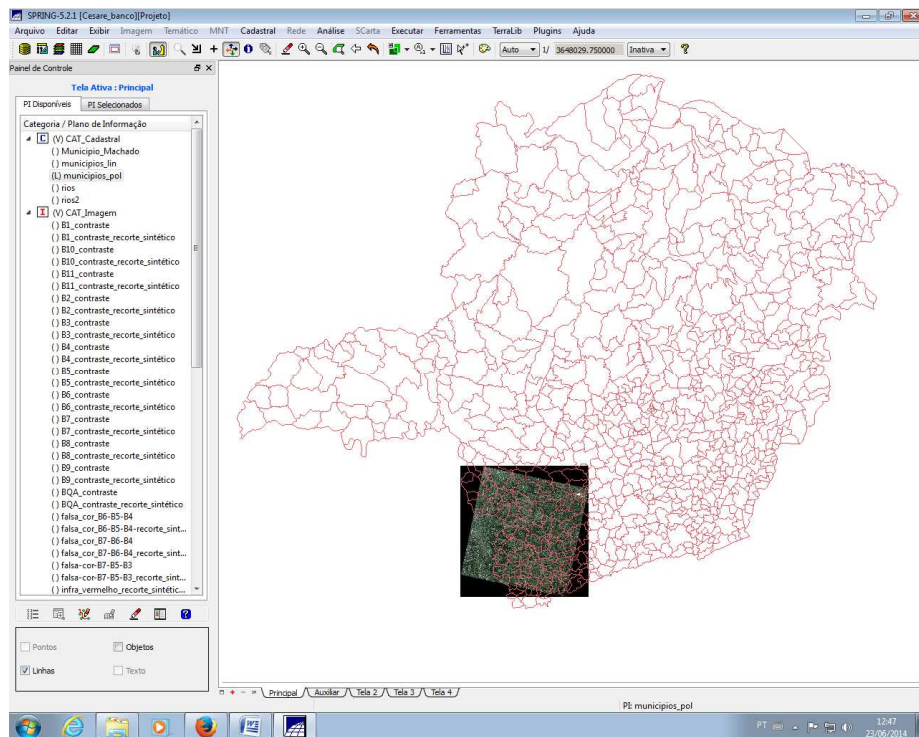 SPRING-5.2.1 [Cesare_banco][Projeto]
Arquivo Editar Exibir Imagem Temático MNT Cadastral Rede Análise SCarta Executar Ferramentas TerraLib Plugins Ajuda
Auto 1/ 3648029.750000 Inativa
Painel de Controle
Tela Ativa : Principal
PI Disponíveis PI Selecionados
Categoria / Plano de Informação
C (V) CAT_Cadastral
() Municipio_Machado
() municipios_lin
(L) municipios_pol
() rios
() rios2
I (V) CAT_Imagem
() B1_contraste
() B1_contraste_recorte_sintético
() B10_contraste
() B10_contraste_recorte_sintético
() B11_contraste
() B11_contraste_recorte_sintético
() B2_contraste
() B2_contraste_recorte_sintético
() B3_contraste
() B3_contraste_recorte_sintético
() B4_contraste
() B4_contraste_recorte_sintético
() B5_contraste
() B5_contraste_recorte_sintético
() B6_contraste
() B6_contraste_recorte_sintético
() B7_contraste
() B7_contraste_recorte_sintético
() B8_contraste
() B8_contraste_recorte_sintético
() B9_contraste
() B9_contraste_recorte_sintético
() BQA_contraste
() BQA_contraste_recorte_sintético
() falsa_cor_B6-B5-B4
() falsa_cor_B6-B5-B4-recorte_sint...
() falsa_cor_B7-B6-B4
() falsa_cor_B7-B6-B4_recorte_sint...
() falsa-cor-B7-B5-B3
() falsa-cor-B7-B5-B3_recorte_sint...
() infra_vermelho_recorte_sintétic...
Pontos Objetos
Linhas Texto
Principal Auxiliar Tela 2 Tela 3 Tela 4
PI: municipios_pol
PT 12:47
23/06/2014